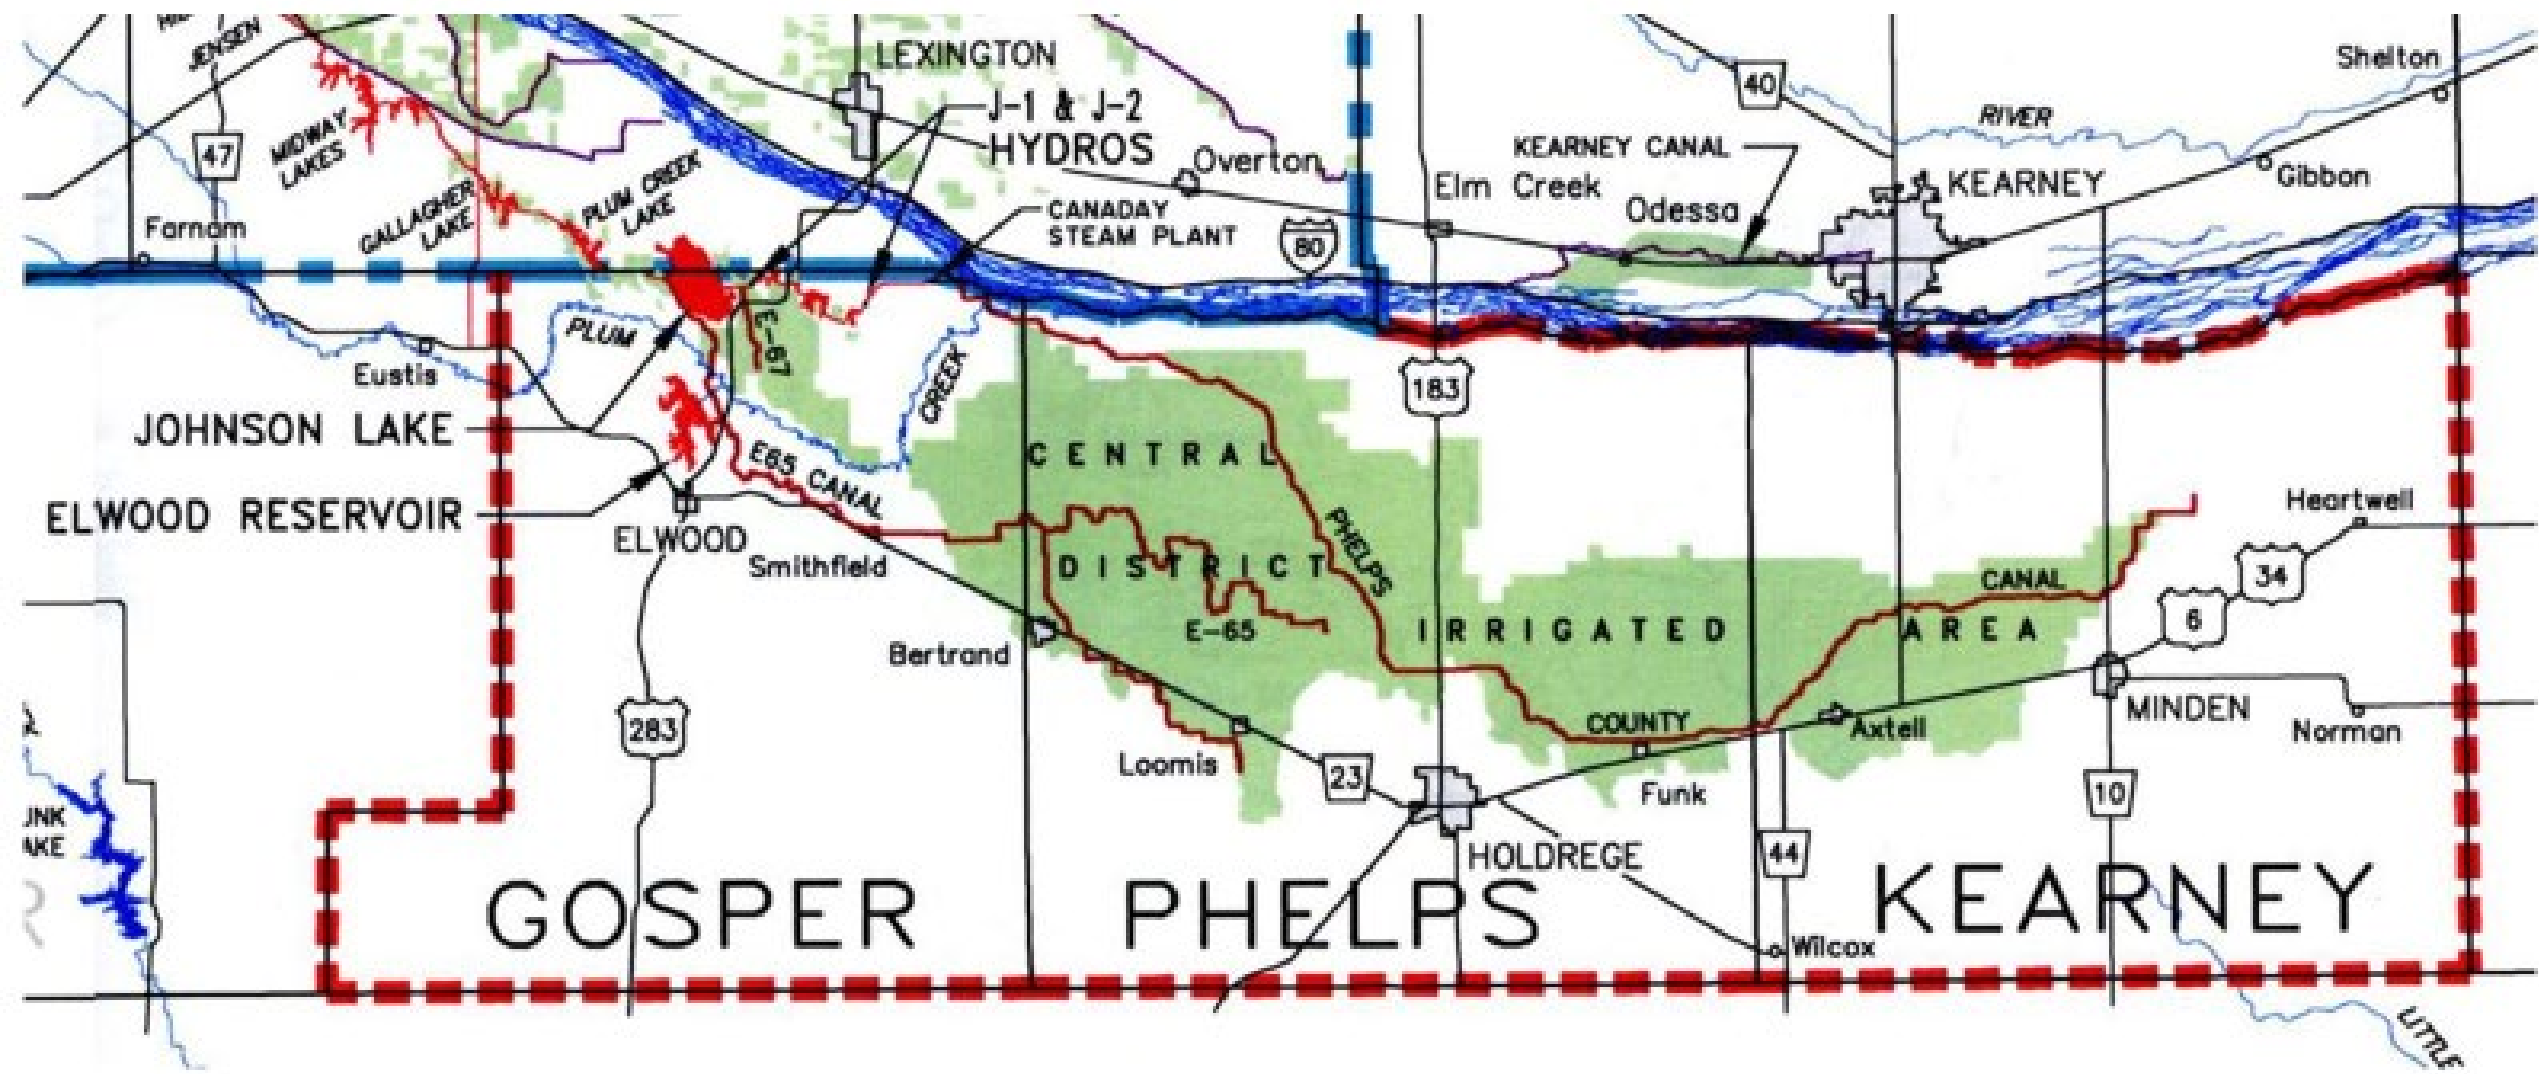 JENSEN
LEXINGTON
J-1 & J-2
HYDROS
40
Shelton
RIVER
47
MIDWAY
LAKES
KEARNEY CANAL
Overton
Elm Creek
Odessa
KEARNEY
Gibbon
PLUM CREEK
LAKE
GALLAGHER
LAKE
Farnam
CANADAY
STEAM PLANT
80
PLUM
E-67
Eustis
CREEK
183
JOHNSON LAKE
E65 CANAL
CENTRAL
ELWOOD RESERVOIR
ELWOOD
Smithfield
DISTRICT
PHELPS
Heartwell
34
CANAL
6
E-65
IRRIGATED
AREA
Bertrand
283
Loomis
23
COUNTY
Axtell
MINDEN
Norman
Funk
10
HOLDREGE
44
GOSPER
PHELPS
KEARNEY
Wilcox
LITTLE